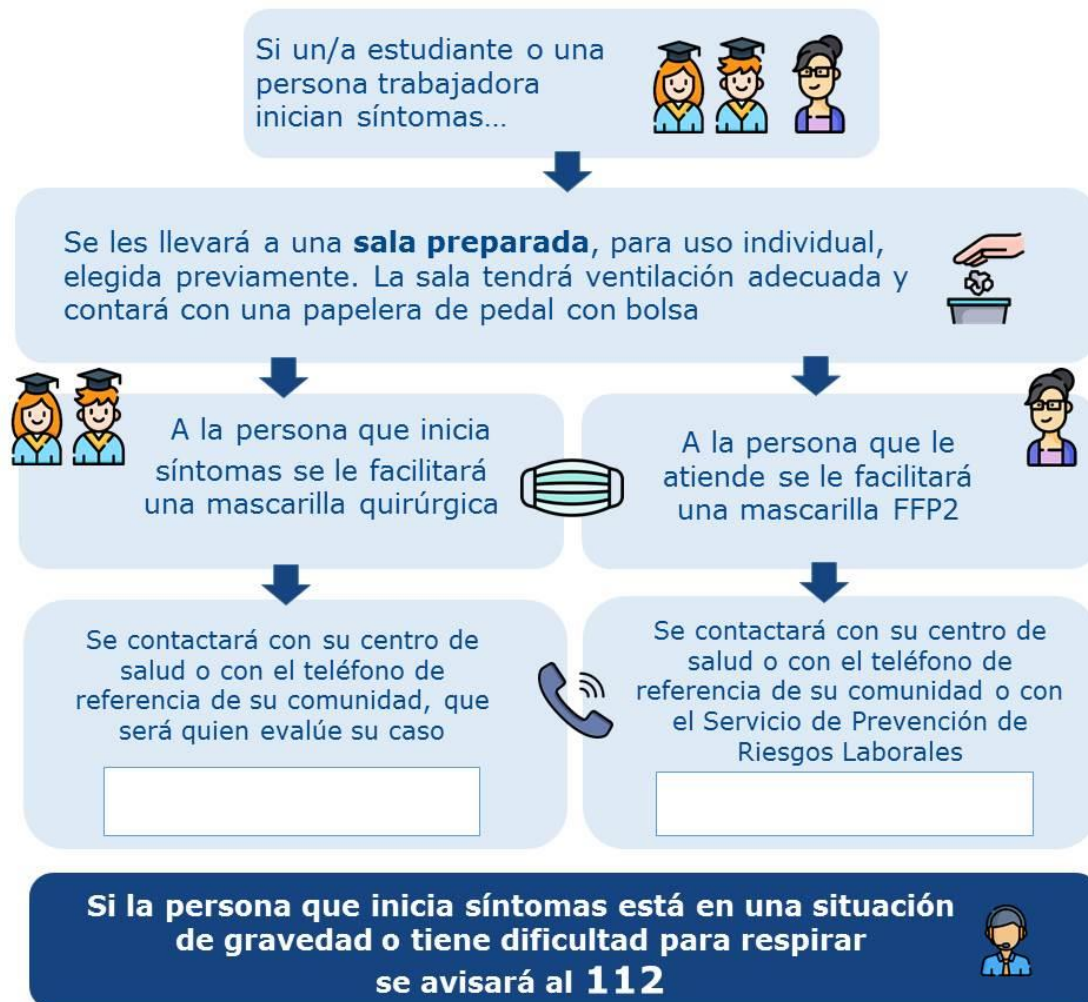 Si un/a estudiante o una
persona trabajadora
inician síntomas...
Se les llevará a una sala preparada, para uso individual,
elegida previamente. La sala tendrá ventilación adecuada y
contará con una papelera de pedal con bolsa
A la persona que inicia
síntomas se le facilitará
una mascarilla quirúrgica
A la persona que le
atiende se le facilitará
una mascarilla FFP2
Se contactará con su centro de
salud o con el teléfono de
referencia de su comunidad, que
será quien evalúe su caso
Se contactará con su centro de
salud o con el teléfono de
referencia de su comunidad o con
el Servicio de Prevención de
Riesgos Laborales
Si la persona que inicia síntomas está en una situación
de gravedad o tiene dificultad para respirar
se avisará al 112